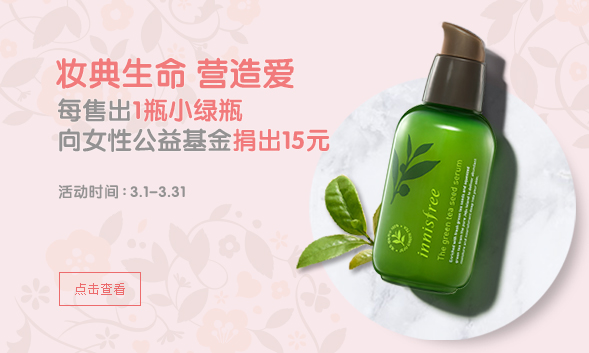 妆典生命 营造爱
每售出1瓶小绿瓶
向女性公益基金捐出15元
活动时间：3.1–3.31
点击查看
innisfree
The green tea seed serum